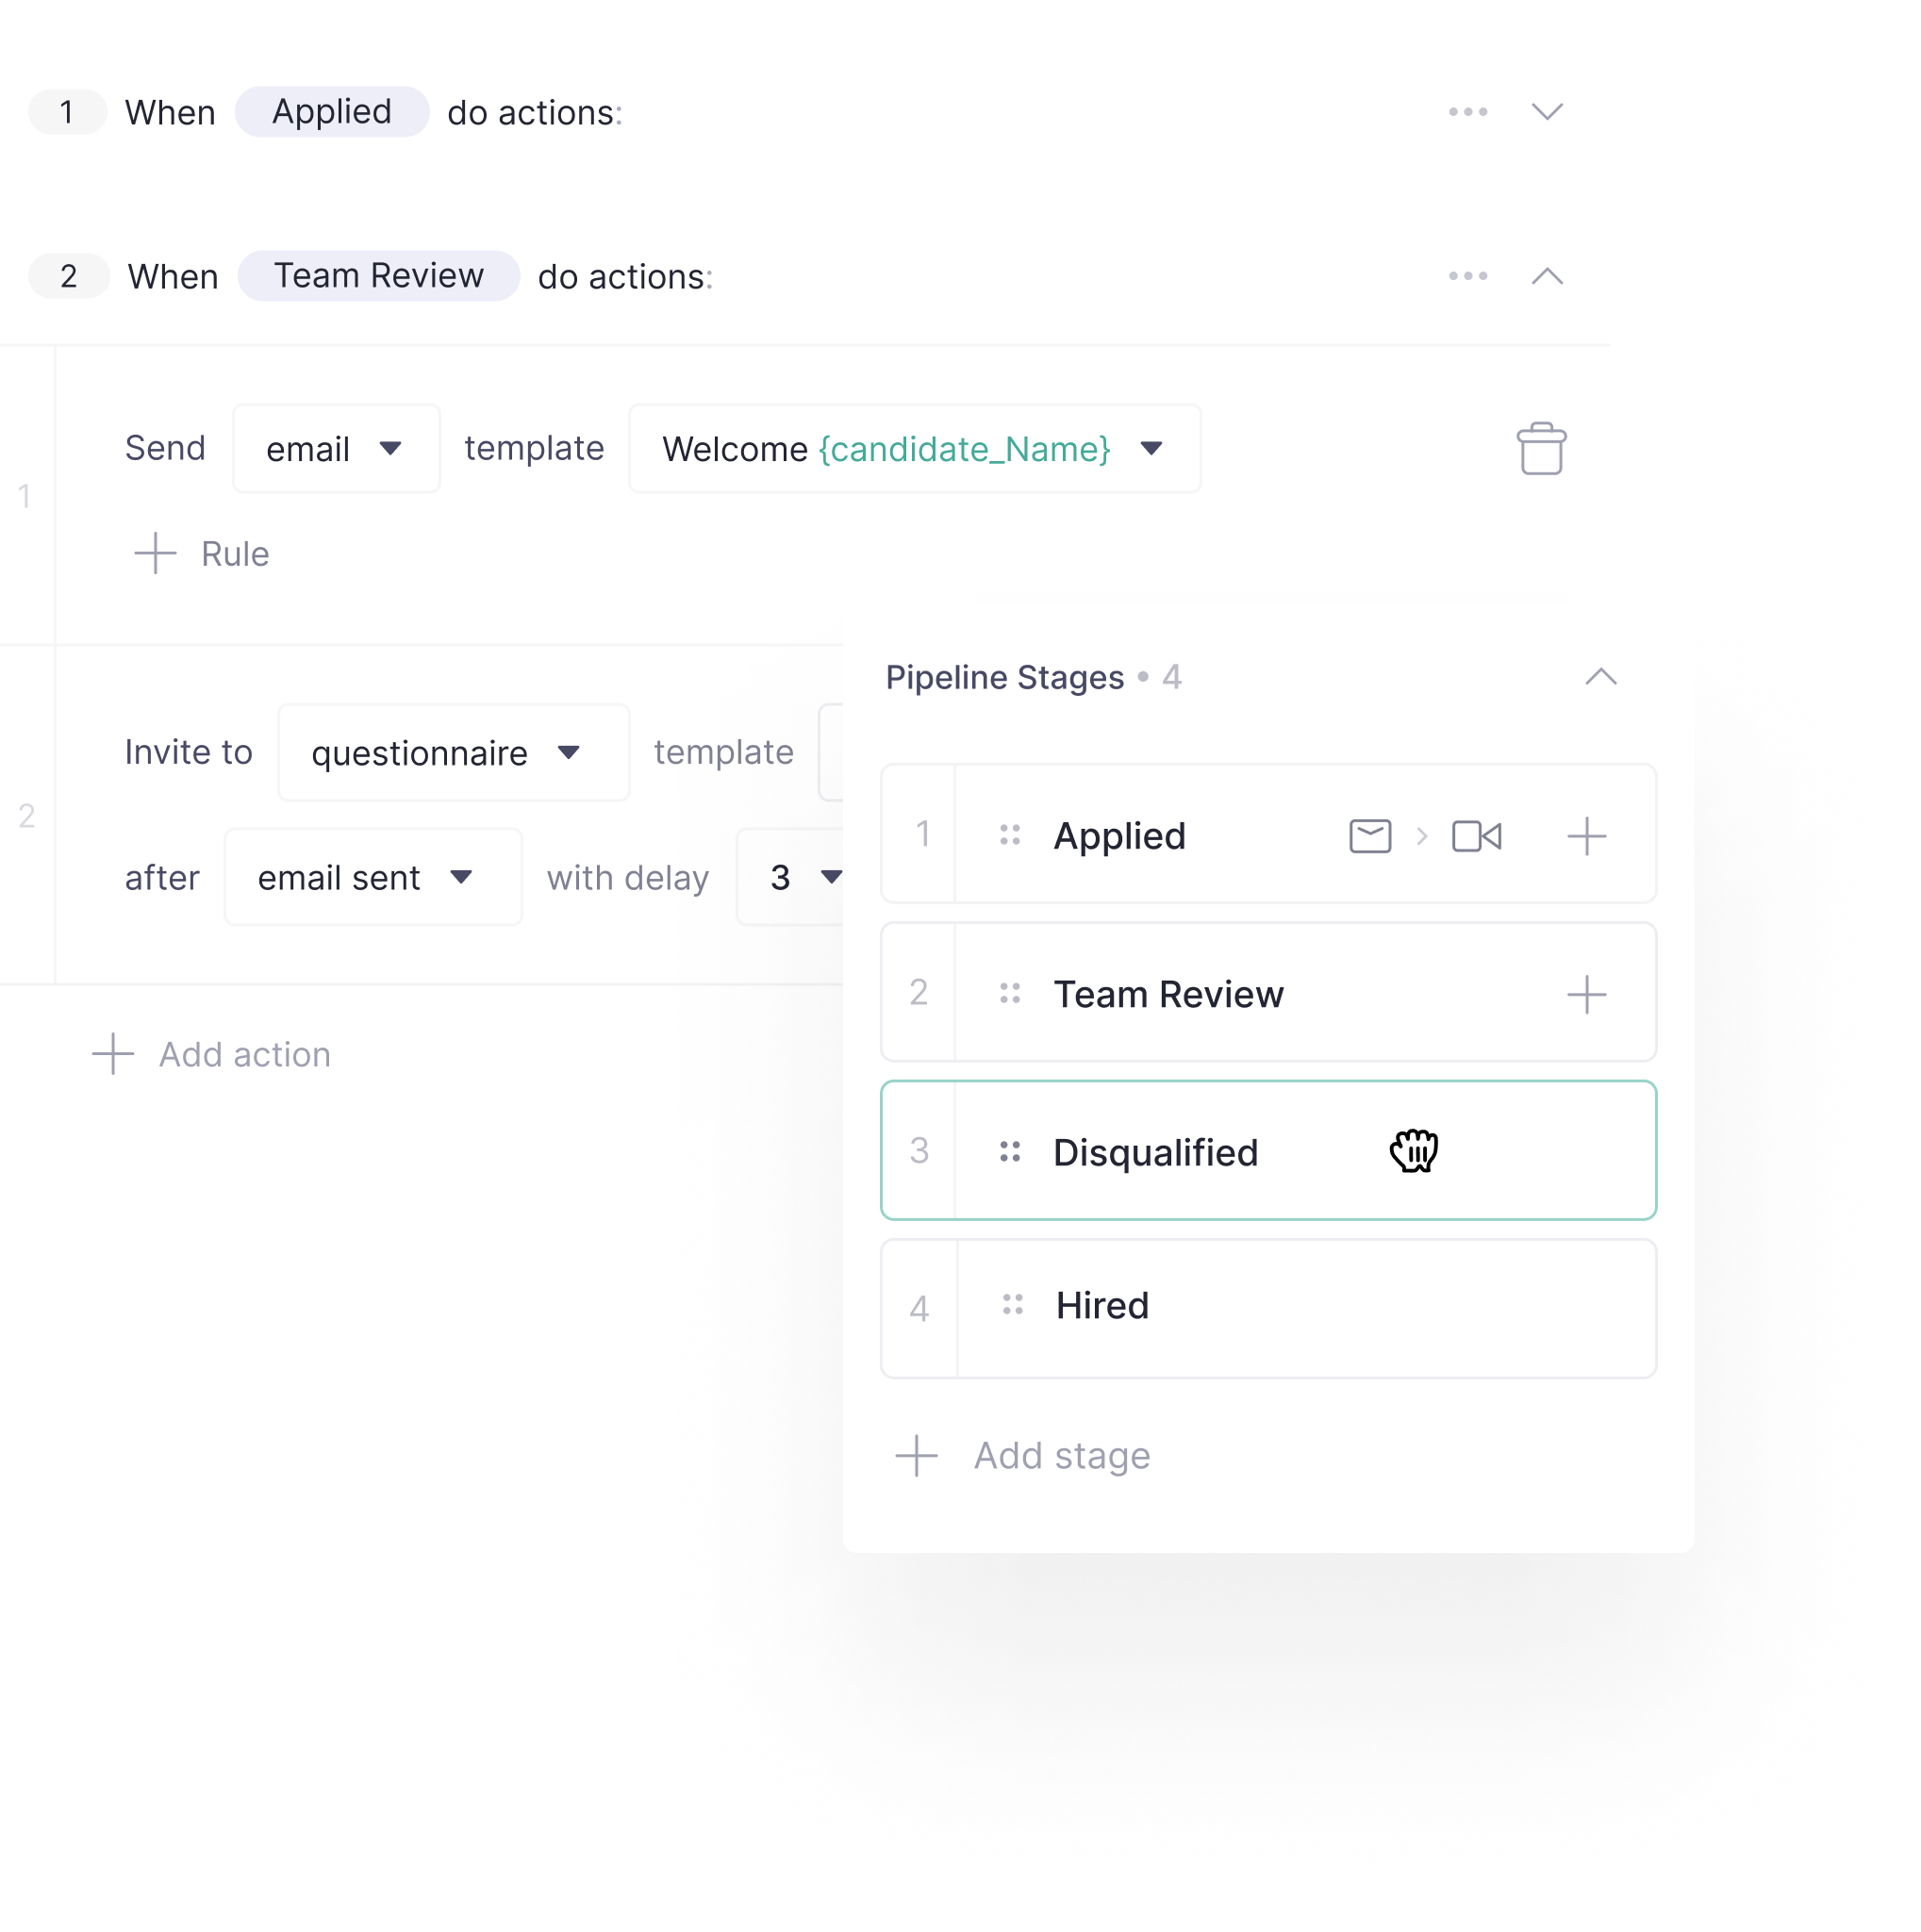 1 When Applied do actions:
2 When Team Review do actions:
1
Send email template Welcome {candidate_Name}
Rule
2
Invite to questionnaire template
after email sent with delay 3
Add action
Pipeline Stages • 4
1 Applied
2 Team Review
3 Disqualified
4 Hired
Add stage